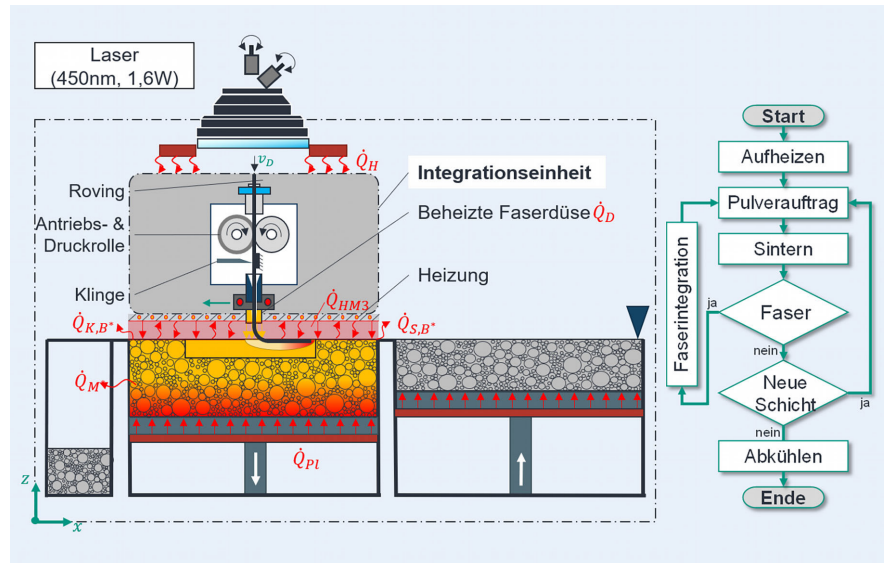 Laser
(450nm, 1,6W)
v_D
Q̇_H
Roving
Integrationseinheit
Antriebs- &
Druckrolle
Beheizte Faserdüse Q̇_D
Klinge
Heizung
Q̇_HM3
Q̇_K,B*
Q̇_S,B*
Q̇_M
Q̇_Pl
z
x
Start
Aufheizen
Pulverauftrag
Sintern
Faserintegration
ja
Faser
nein
Neue
Schicht
ja
nein
Abkühlen
Ende